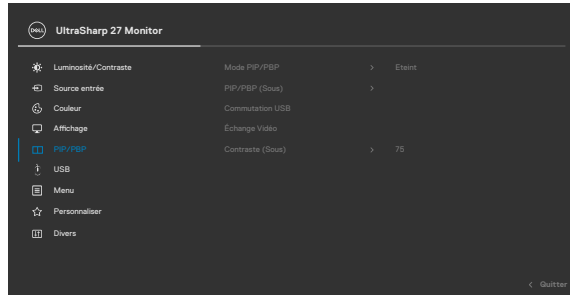 DELL UltraSharp 27 Monitor
Luminosité/Contraste Mode PIP/PBP > Eteint
Source entrée PIP/PBP (Sous) >
Couleur Commutation USB
Affichage Échange Vidéo
PIP/PBP Contraste (Sous) > 75
USB
Menu
Personnaliser
Divers
< Quitter